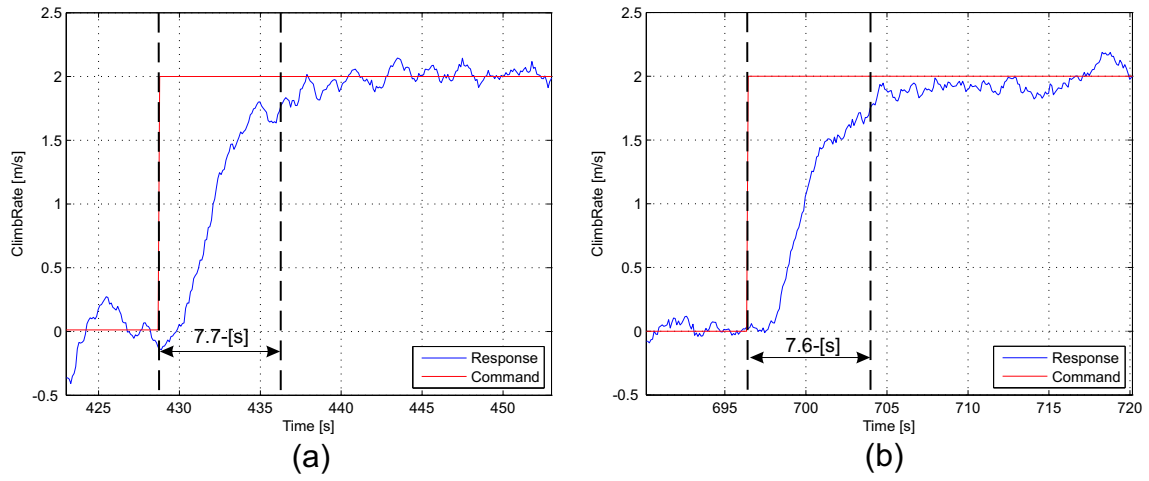 2.5
2
1.5
1
0.5
0
-0.5
ClimbRate [m/s]
7.7-[s]
Response
Command
425 430 435 440 445 450
Time [s]
(a)
2.5
2
1.5
1
0.5
0
-0.5
ClimbRate [m/s]
7.6-[s]
Response
Command
695 700 705 710 715 720
Time [s]
(b)